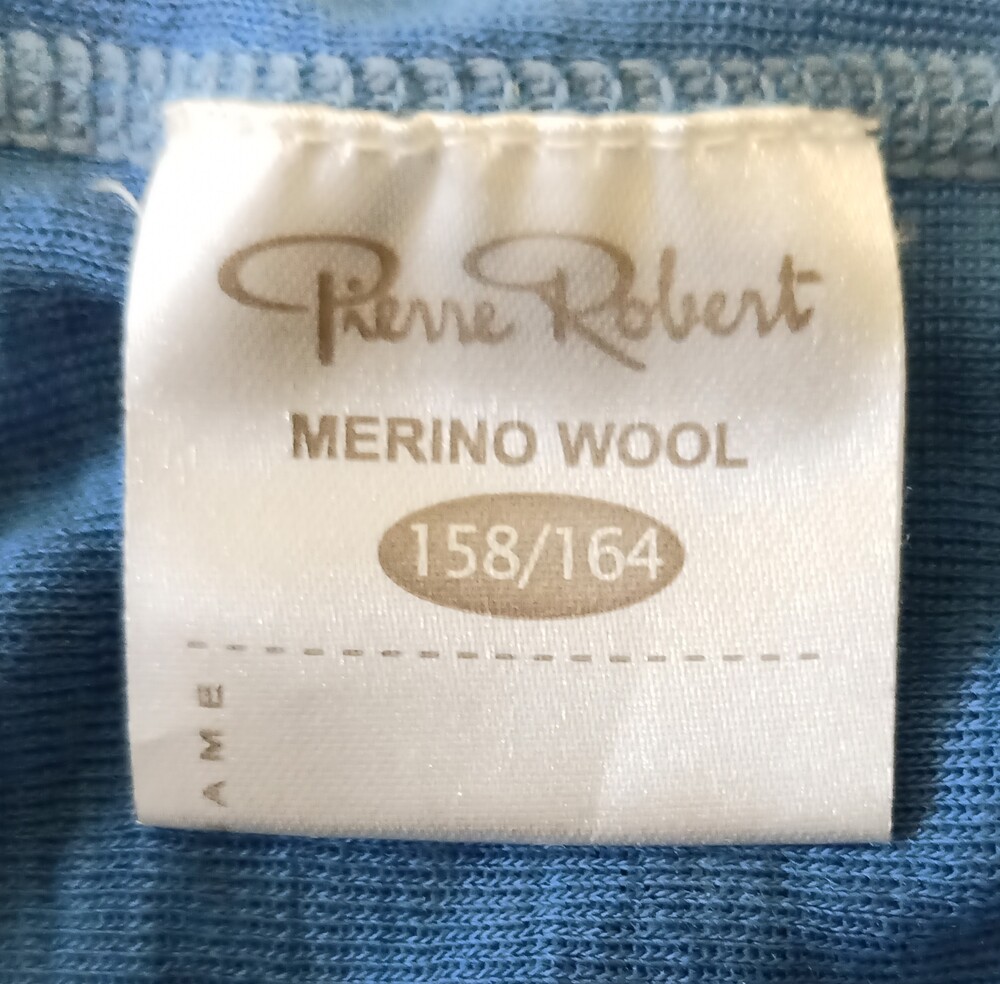 Pierre Robert
MERINO WOOL
158/164
AME